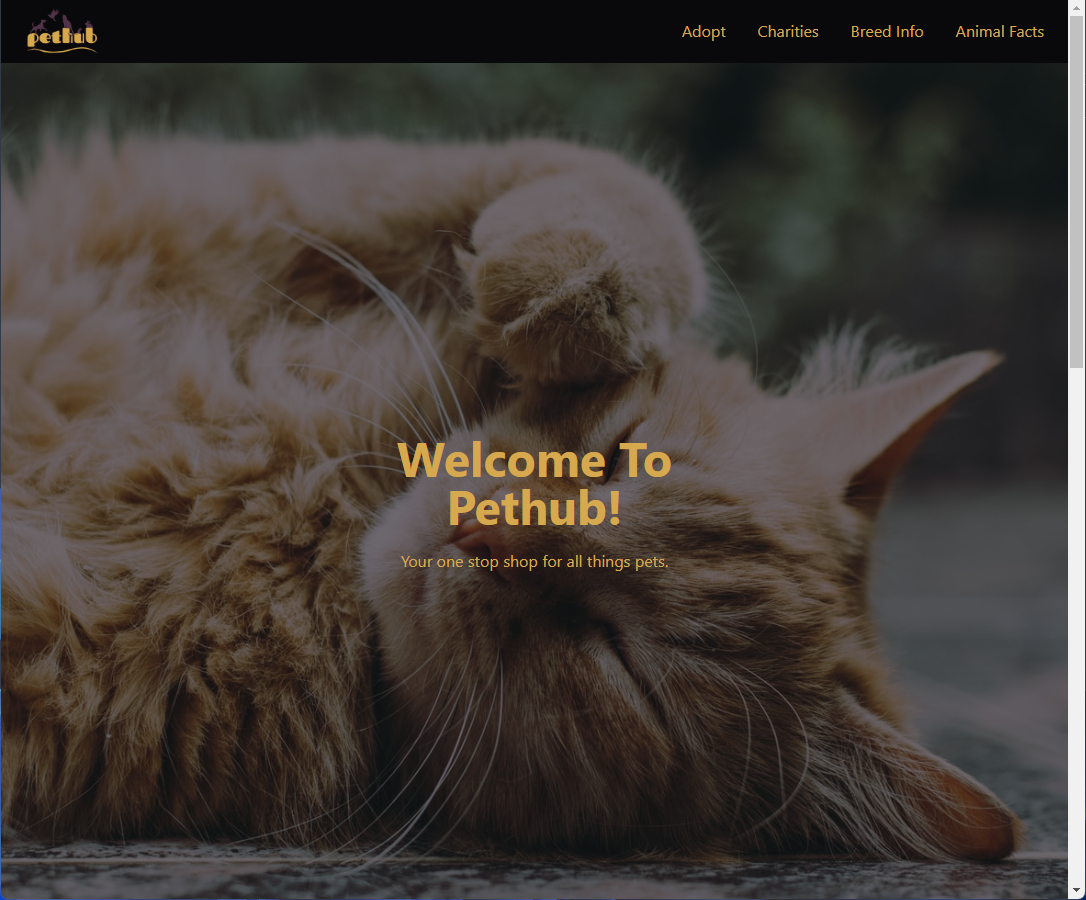 pethub
Adopt Charities Breed Info Animal Facts
Welcome To
Pethub!
Your one stop shop for all things pets.